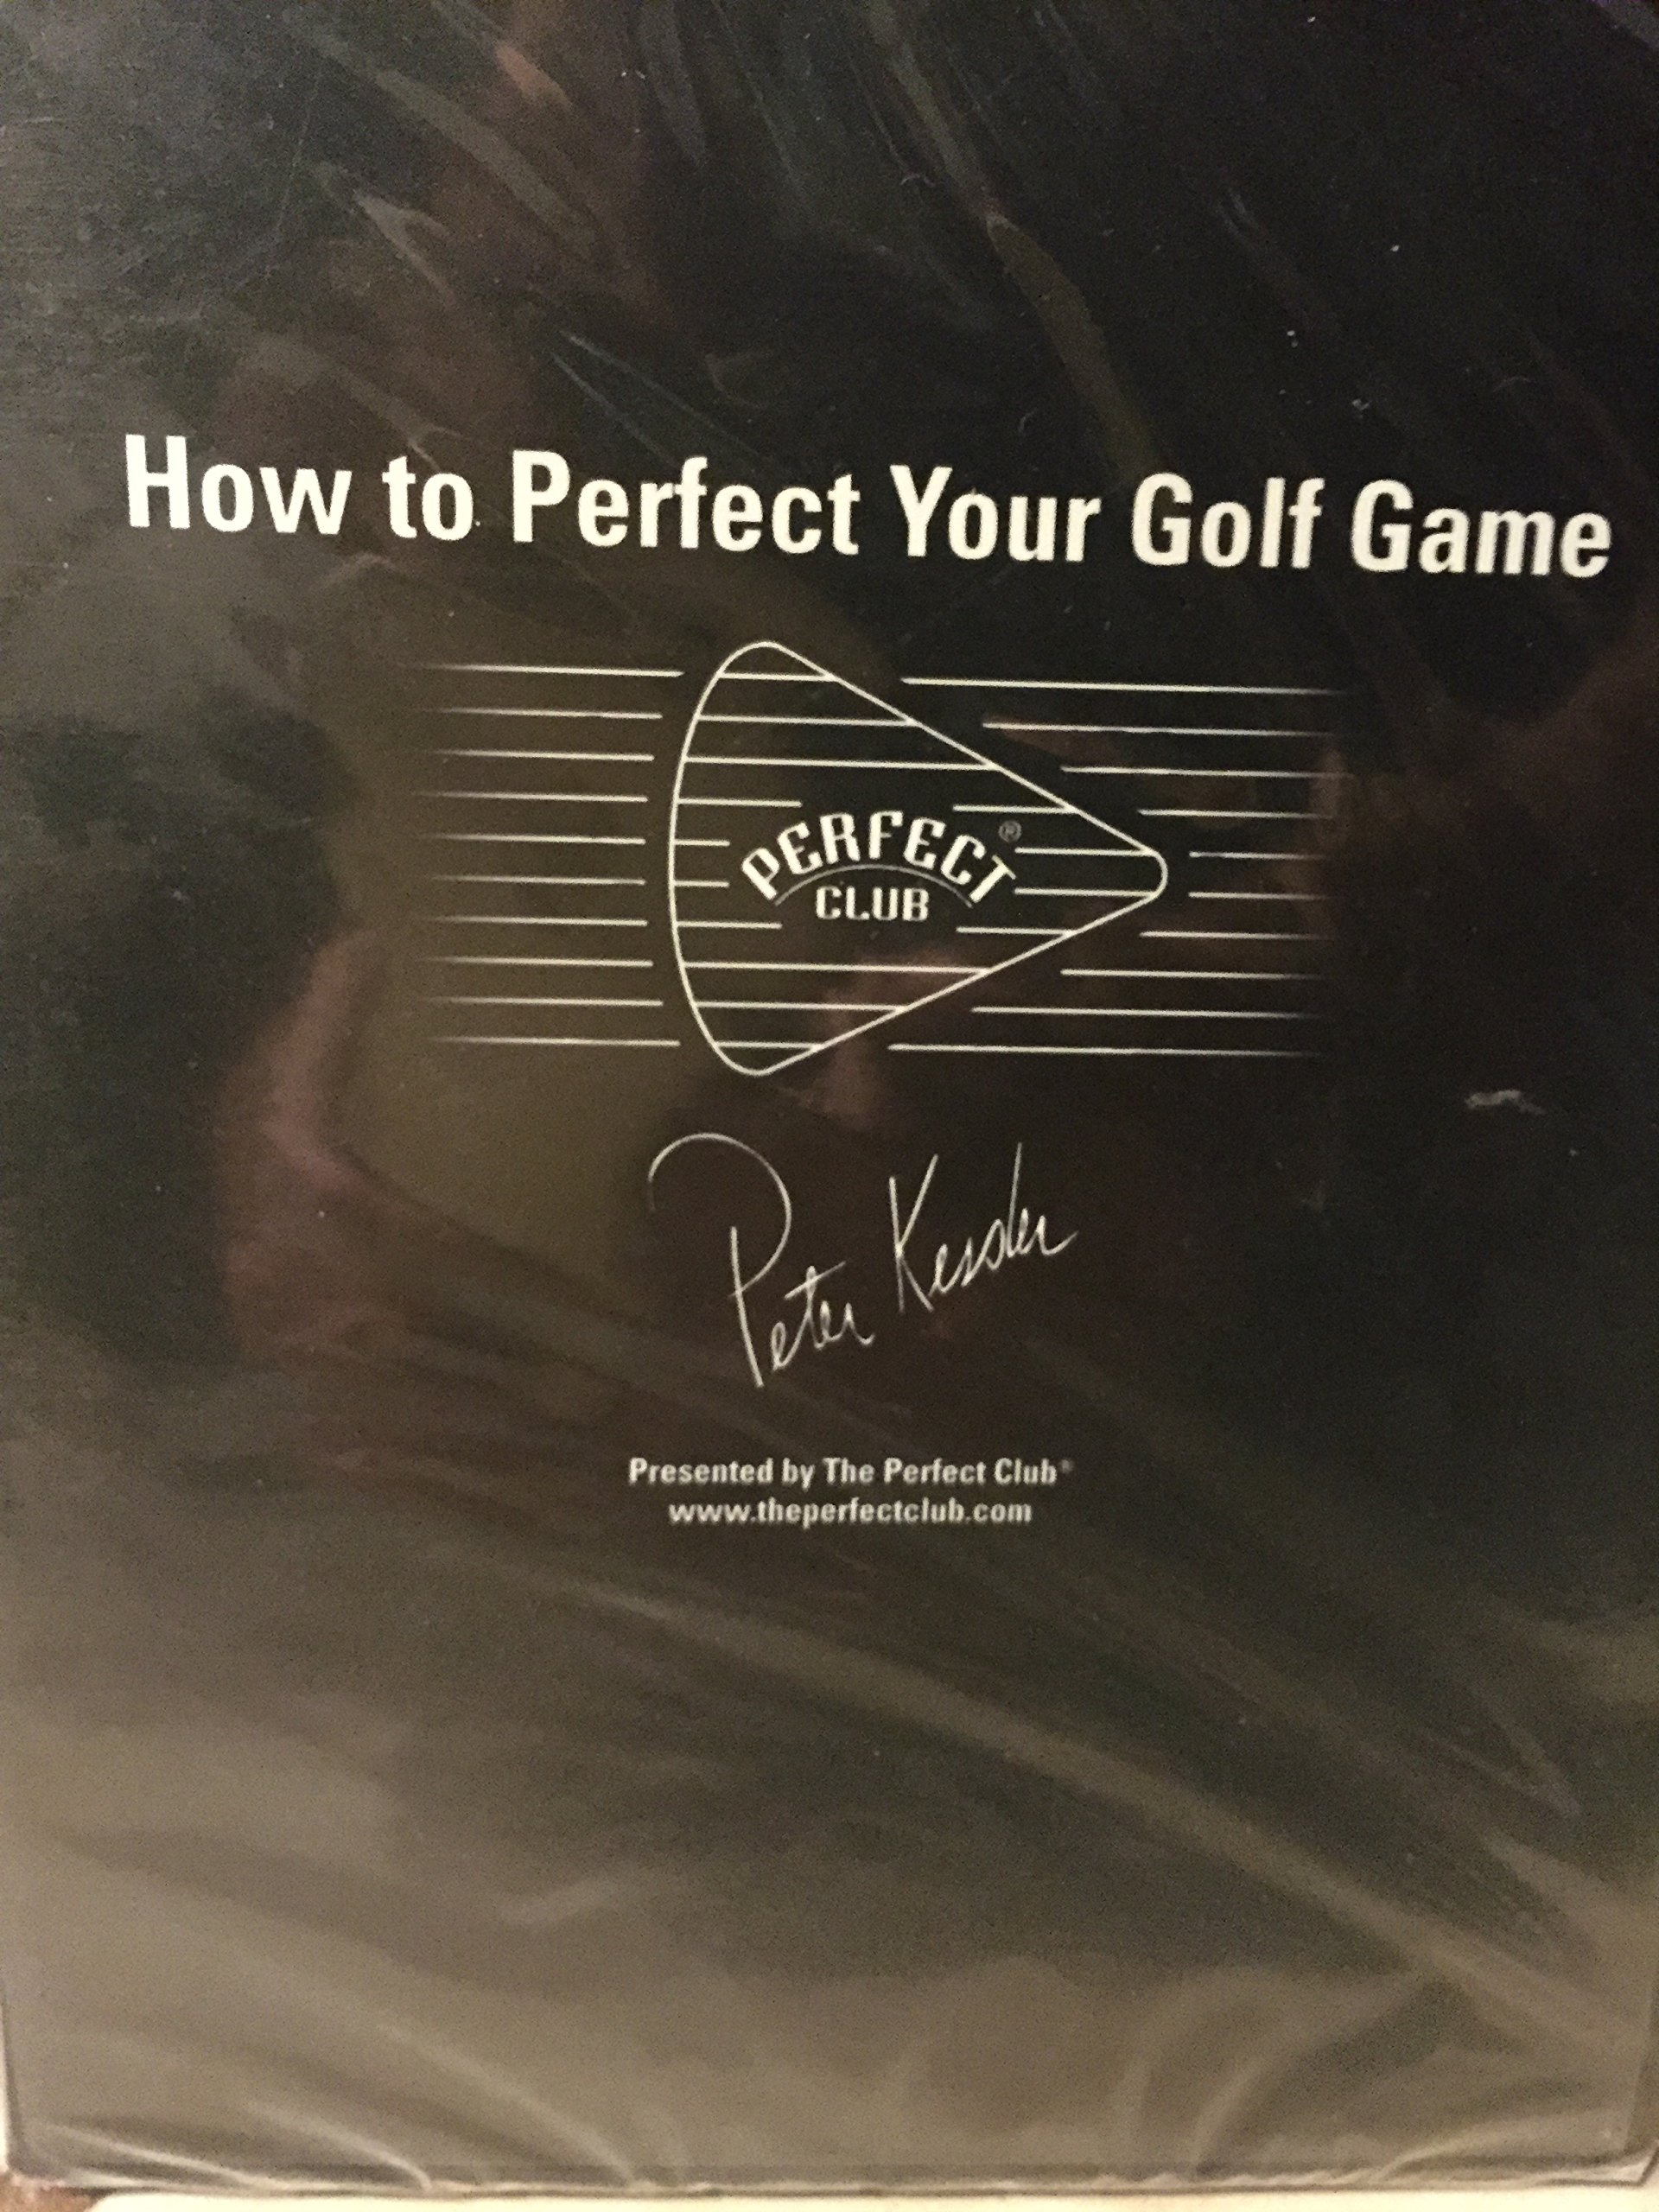 How to Perfect Your Golf Game
PERFECT®
CLUB
Peter Kessler
Presented by The Perfect Club®
www.theperfectclub.com